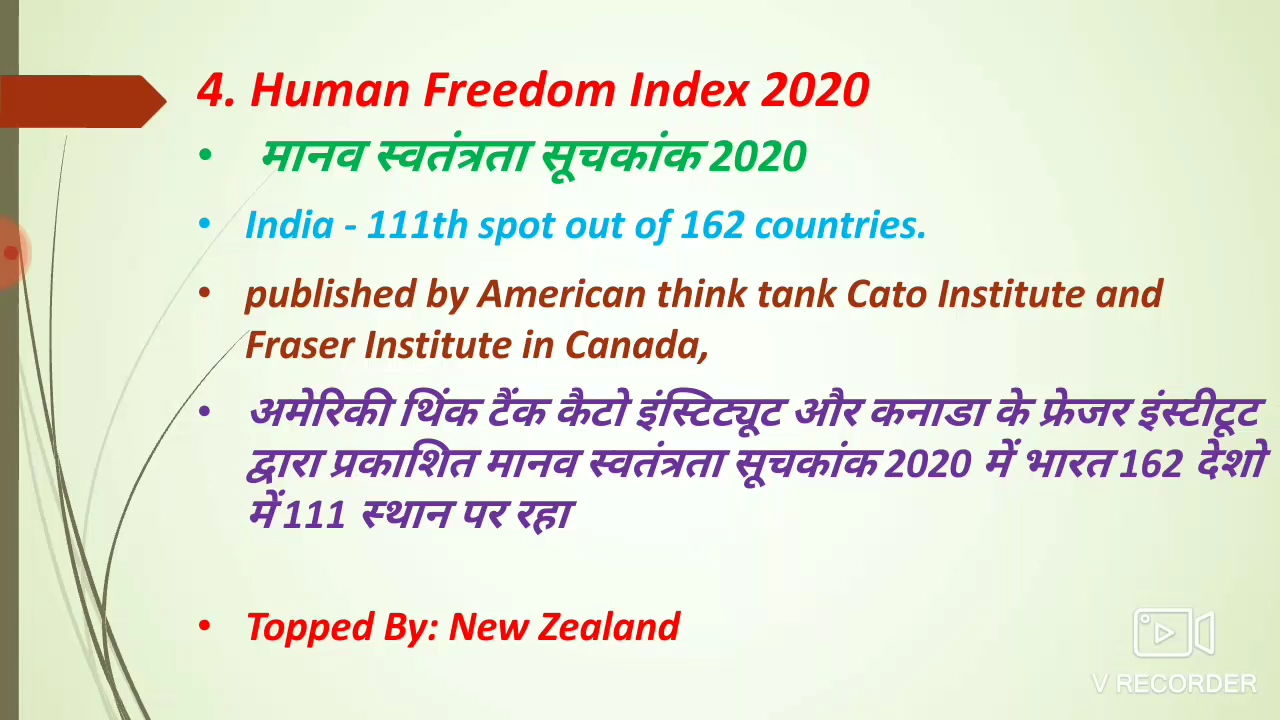 4. Human Freedom Index 2020
• मानव स्वतंत्रता सूचकांक 2020
• India - 111th spot out of 162 countries.
• published by American think tank Cato Institute and
Fraser Institute in Canada,
• अमेरिकी थिंक टैंक कैटो इंस्टिट्यूट और कनाडा के फ्रेजर इंस्टीटूट
द्वारा प्रकाशित मानव स्वतंत्रता सूचकांक 2020 में भारत 162 देशो
में 111 स्थान पर रहा
• Topped By: New Zealand
V RECORDER